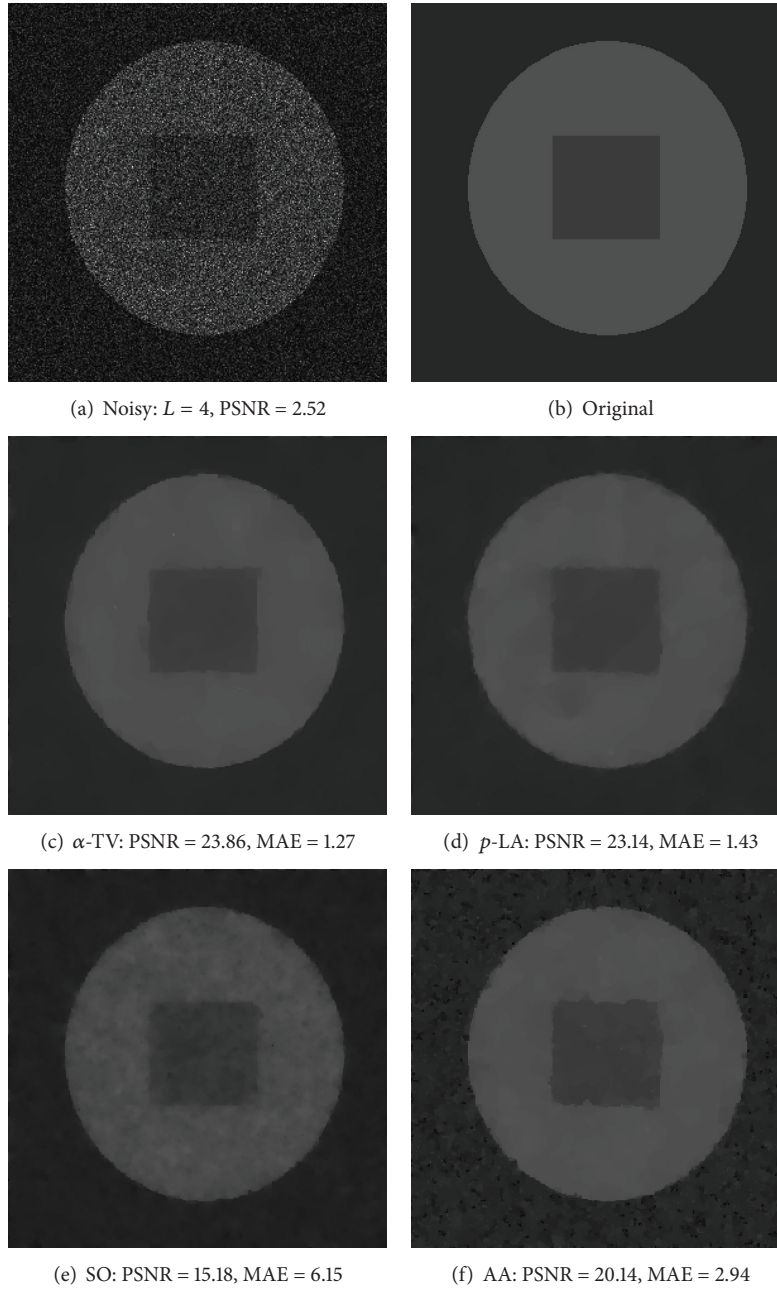 (a) Noisy: L = 4, PSNR = 2.52
(b) Original
(c) α-TV: PSNR = 23.86, MAE = 1.27
(d) p-LA: PSNR = 23.14, MAE = 1.43
(e) SO: PSNR = 15.18, MAE = 6.15
(f) AA: PSNR = 20.14, MAE = 2.94